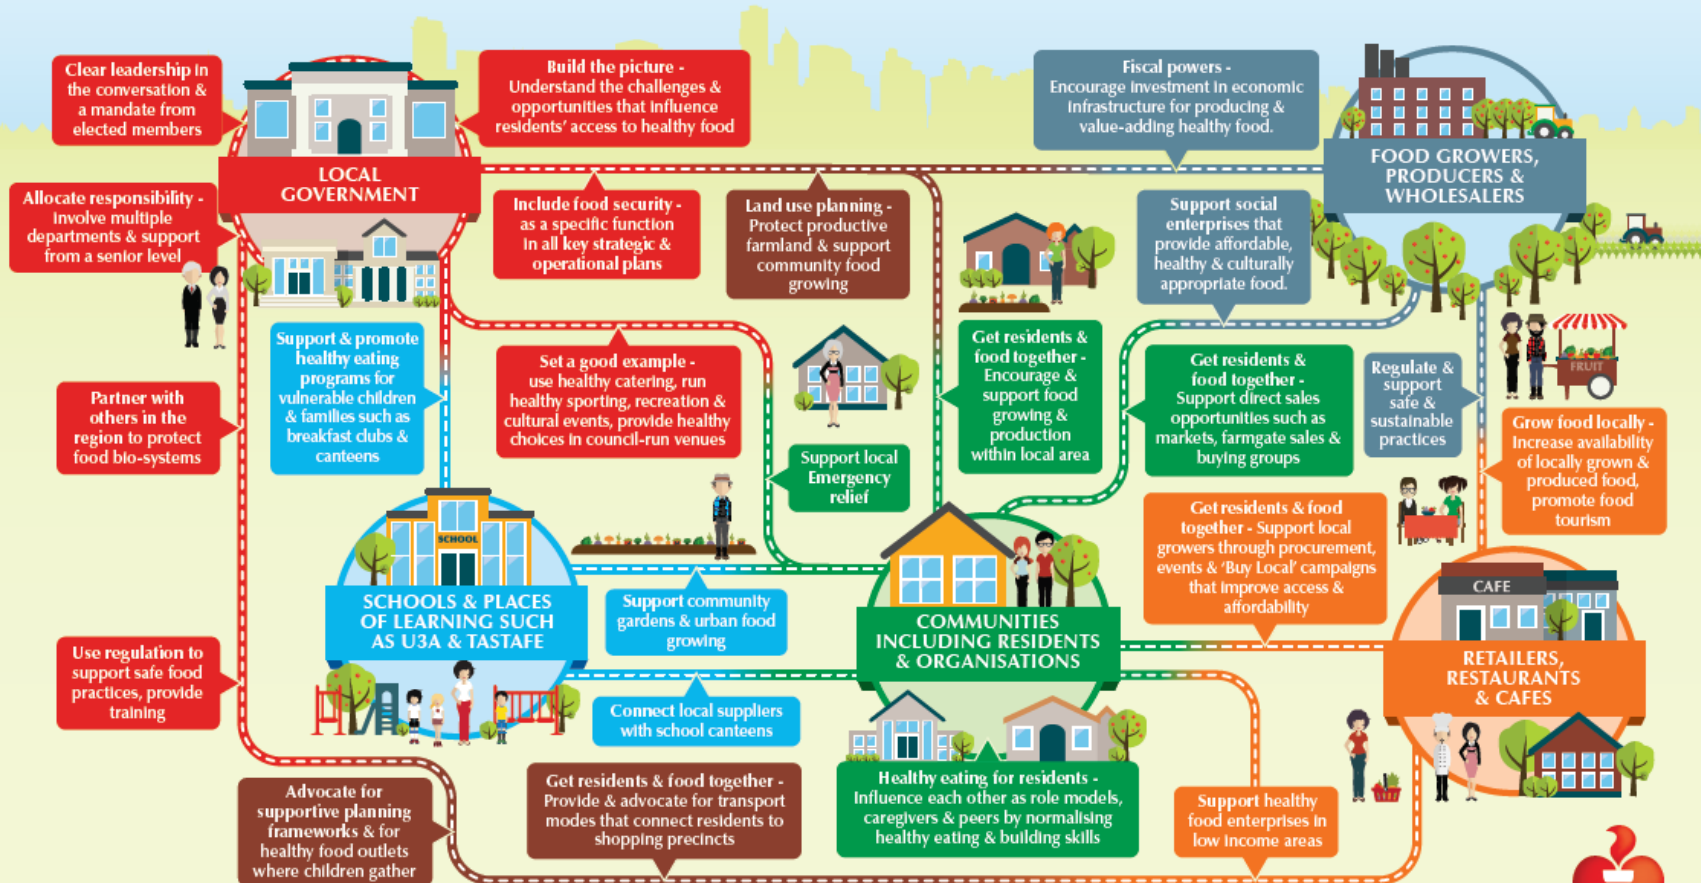 Clear leadership in
the conversation &
a mandate from
elected members
Build the picture -
Understand the challenges &
opportunities that influence
residents' access to healthy food
Fiscal powers -
Encourage investment in economic
infrastructure for producing &
value-adding healthy food.
LOCAL
GOVERNMENT
FOOD GROWERS,
PRODUCERS &
WHOLESALERS
Allocate responsibility -
involve multiple
departments & support
from a senior level
Include food security -
as a specific function
in all key strategic &
operational plans
Land use planning -
Protect productive
farmland & support
community food
growing
Support social
enterprises that
provide affordable,
healthy & culturally
appropriate food.
Support & promote
healthy eating
programs for
vulnerable children
& families such as
breakfast clubs &
canteens
Set a good example -
use healthy catering, run
healthy sporting, recreation &
cultural events, provide healthy
choices in council-run venues
Get residents &
food together -
Encourage &
support food
growing &
production
within local area
Get residents &
food together -
Support direct sales
opportunities such as
markets, farmgate sales &
buying groups
Regulate &
support
safe &
sustainable
practices
FRUIT
Partner with
others in the
region to protect
food bio-systems
Support local
Emergency
relief
Grow food locally -
Increase availability
of locally grown &
produced food,
promote food
tourism
Get residents & food
together - Support local
growers through procurement,
events & 'Buy Local' campaigns
that improve access &
affordability
SCHOOL
SCHOOLS & PLACES
OF LEARNING SUCH
AS U3A & TASTAFE
Support community
gardens & urban food
growing
COMMUNITIES
INCLUDING RESIDENTS
& ORGANISATIONS
CAFE
RETAILERS,
RESTAURANTS
& CAFES
Use regulation to
support safe food
practices, provide
training
Connect local suppliers
with school canteens
Advocate for
supportive planning
frameworks & for
healthy food outlets
where children gather
Get residents & food together -
Provide & advocate for transport
modes that connect residents to
shopping precincts
Healthy eating for residents -
Influence each other as role models,
caregivers & peers by normalising
healthy eating & building skills
Support healthy
food enterprises in
low income areas